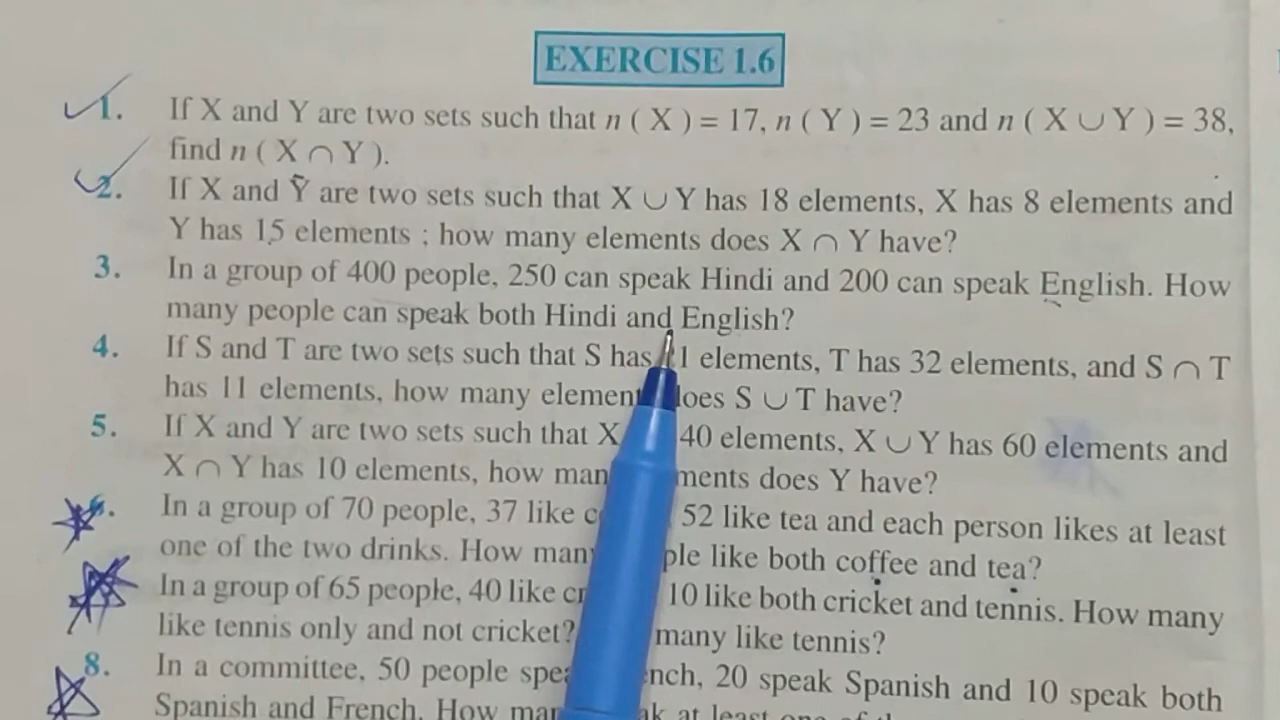 EXERCISE 1.6
1. If X and Y are two sets such that n ( X ) = 17, n ( Y ) = 23 and n ( X ∪ Y ) = 38,
find n ( X ∩ Y ).
2. If X and Y are two sets such that X ∪ Y has 18 elements, X has 8 elements and
Y has 15 elements ; how many elements does X ∩ Y have?
3. In a group of 400 people, 250 can speak Hindi and 200 can speak English. How
many people can speak both Hindi and English?
4. If S and T are two sets such that S has 1 elements, T has 32 elements, and S ∩ T
has 11 elements, how many element does S ∪ T have?
5. If X and Y are two sets such that X 40 elements, X ∪ Y has 60 elements and
X ∩ Y has 10 elements, how man ments does Y have?
6. In a group of 70 people, 37 like 52 like tea and each person likes at least
one of the two drinks. How man ple like both coffee and tea?
In a group of 65 people, 40 like 10 like both cricket and tennis. How many
like tennis only and not cricket? many like tennis?
8. In a committee, 50 people spe nch, 20 speak Spanish and 10 speak both
Spanish and French. How man ak at least one of